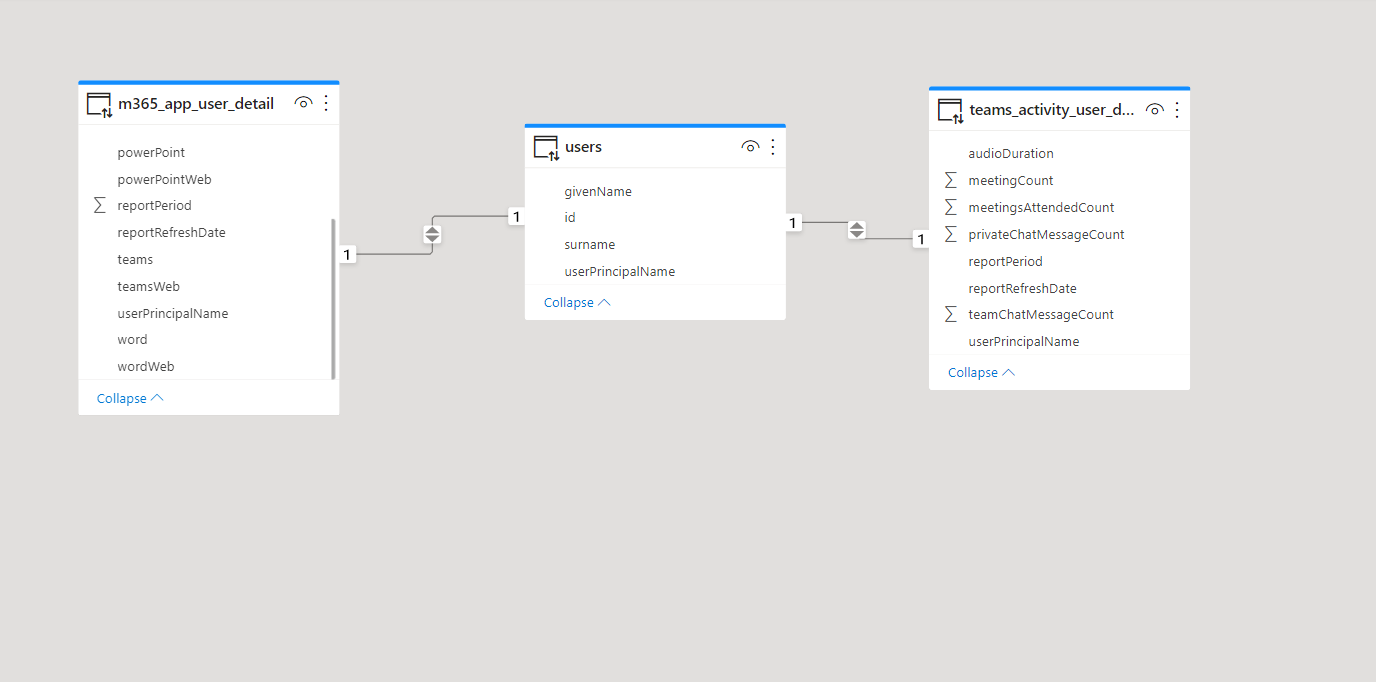 m365_app_user_detail
powerPoint
powerPointWeb
reportPeriod
reportRefreshDate
teams
teamsWeb
userPrincipalName
word
wordWeb
Collapse
1
1
users
givenName
id
surname
userPrincipalName
Collapse
1
1
teams_activity_user_d...
audioDuration
meetingCount
meetingsAttendedCount
privateChatMessageCount
reportPeriod
reportRefreshDate
teamChatMessageCount
userPrincipalName
Collapse